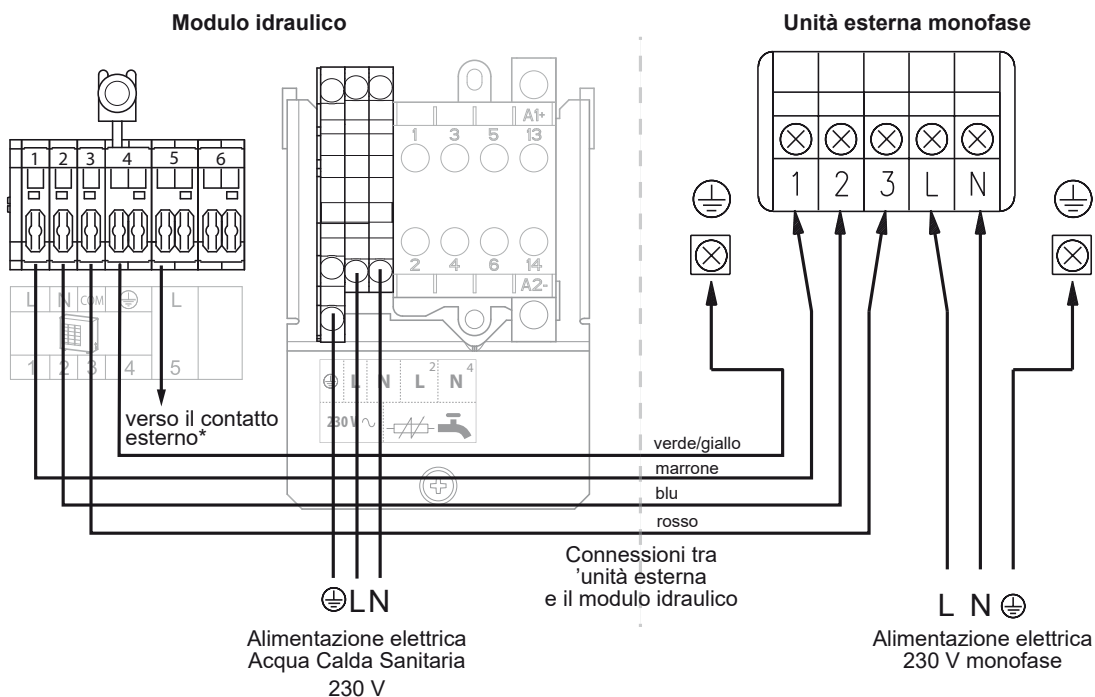 Modulo idraulico
Unità esterna monofase
1 2 3 4 5 6
A1+
1 3 5 13
2 4 6 14
A2-
1 2 3 L N
L N COM L
1 2 3 4 5
L N L 2 N 4
230 V ~
verso il contatto
esterno*
verde/giallo
marrone
blu
rosso
Connessioni tra
'unità esterna
e il modulo idraulico
L N
Alimentazione elettrica
Acqua Calda Sanitaria
230 V
L N
Alimentazione elettrica
230 V monofase